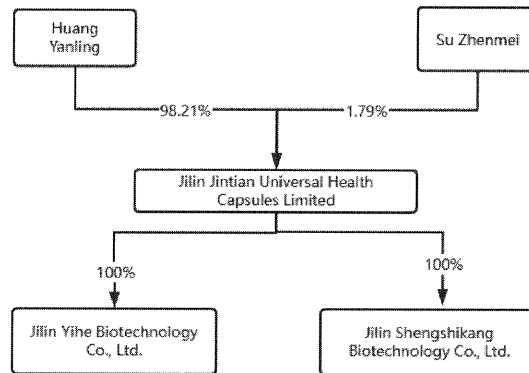 Huang
Yanling
Su Zhenmei
98.21%
1.79%
Jilin Jintian Universal Health
Capsules Limited
100%
100%
Jilin Yihe Biotechnology
Co., Ltd.
Jilin Shengshikang
Biotechnology Co., Ltd.